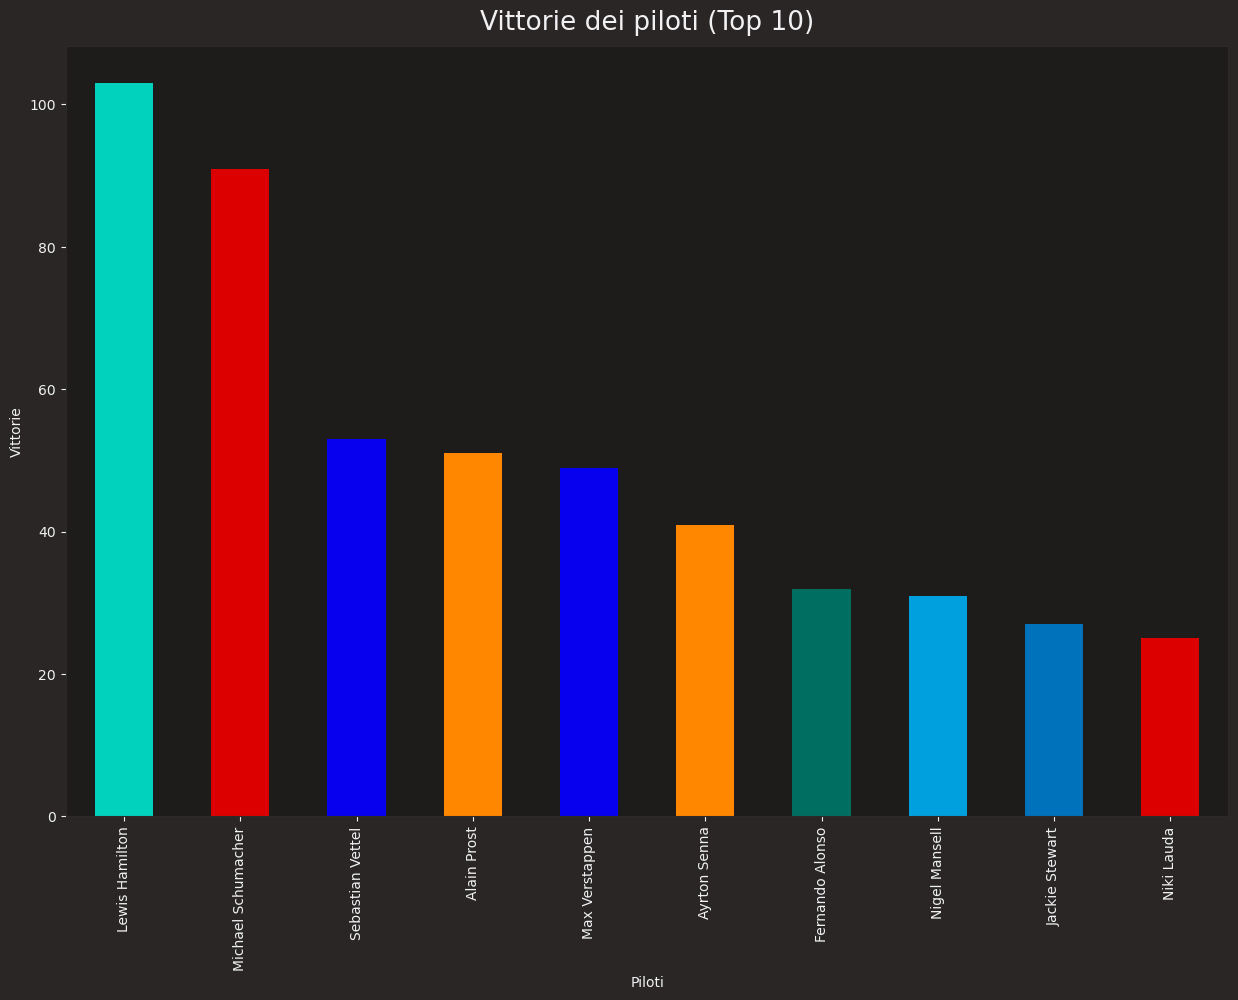 Vittorie dei piloti (Top 10)
100
80
60
40
20
0
Vittorie
Lewis Hamilton
Michael Schumacher
Sebastian Vettel
Alain Prost
Max Verstappen
Ayrton Senna
Fernando Alonso
Nigel Mansell
Jackie Stewart
Niki Lauda
Piloti